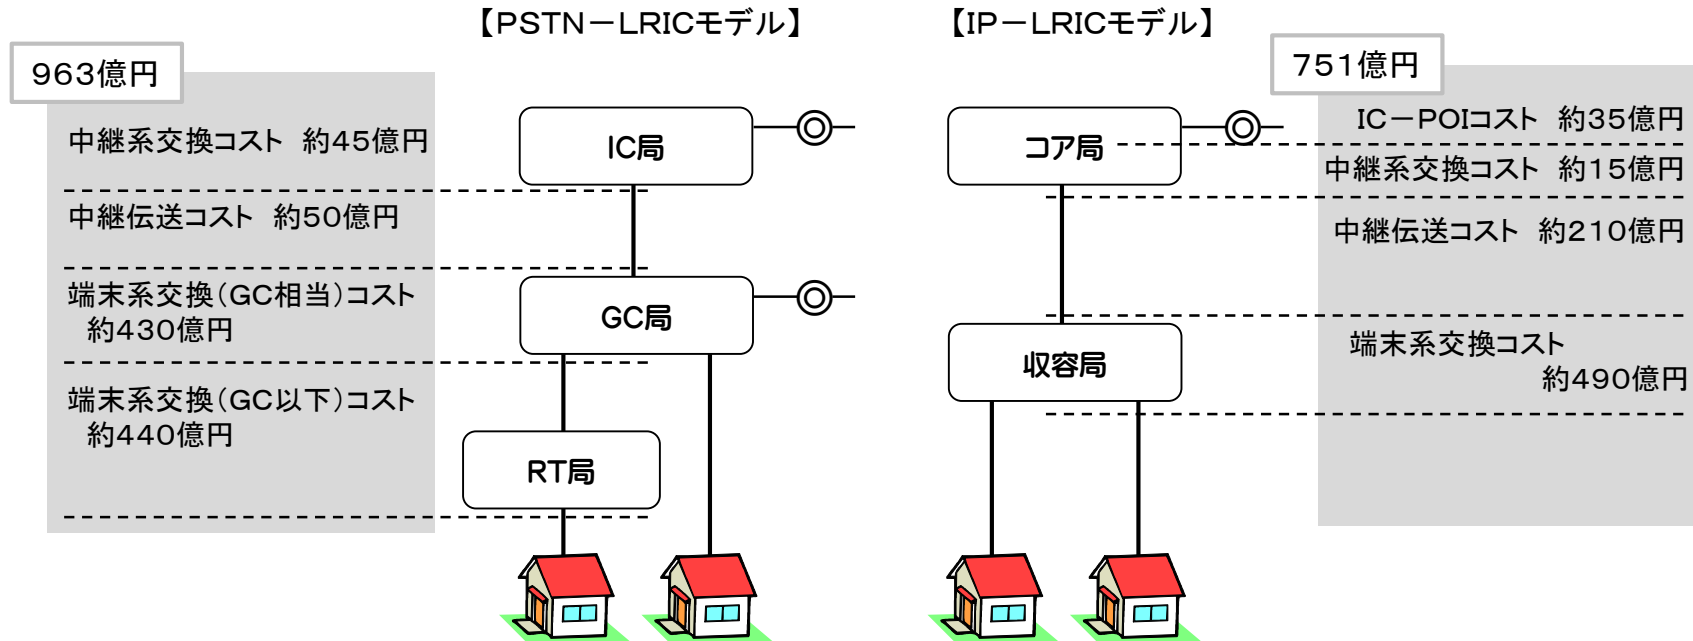 【PSTN－LRICモデル】
963億円
中継系交換コスト 約45億円
中継伝送コスト 約50億円
端末系交換(GC相当)コスト
約430億円
端末系交換(GC以下)コスト
約440億円
IC局
GC局
RT局
【IP－LRICモデル】
751億円
コア局
収容局
IC－POIコスト 約35億円
中継系交換コスト 約15億円
中継伝送コスト 約210億円
端末系交換コスト
約490億円